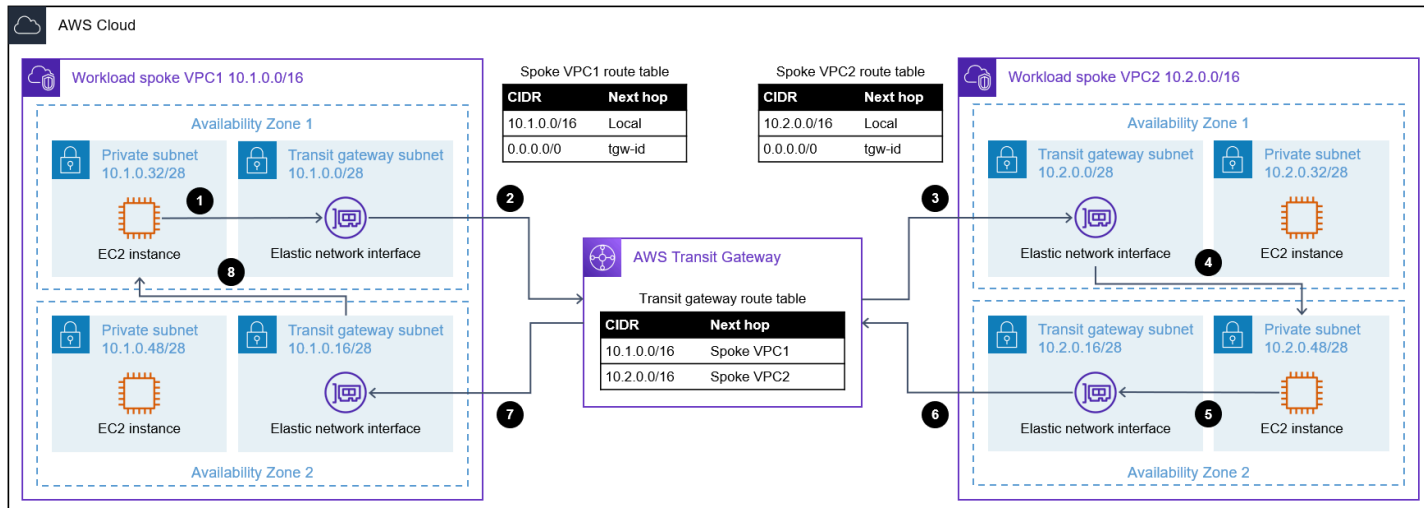 AWS Cloud
Workload spoke VPC1 10.1.0.0/16
Availability Zone 1
Private subnet
10.1.0.32/28
EC2 instance
Transit gateway subnet
10.1.0.0/28
Elastic network interface
1
2
8
Private subnet
10.1.0.48/28
EC2 instance
Transit gateway subnet
10.1.0.16/28
Elastic network interface
7
Availability Zone 2
Spoke VPC1 route table
CIDR Next hop
10.1.0.0/16 Local
0.0.0.0/0 tgw-id
Spoke VPC2 route table
CIDR Next hop
10.2.0.0/16 Local
0.0.0.0/0 tgw-id
AWS Transit Gateway
Transit gateway route table
CIDR Next hop
10.1.0.0/16 Spoke VPC1
10.2.0.0/16 Spoke VPC2
Workload spoke VPC2 10.2.0.0/16
Availability Zone 1
3
Transit gateway subnet
10.2.0.0/28
Elastic network interface
Private subnet
10.2.0.32/28
EC2 instance
4
Transit gateway subnet
10.2.0.16/28
Elastic network interface
Private subnet
10.2.0.48/28
EC2 instance
6
5
Availability Zone 2